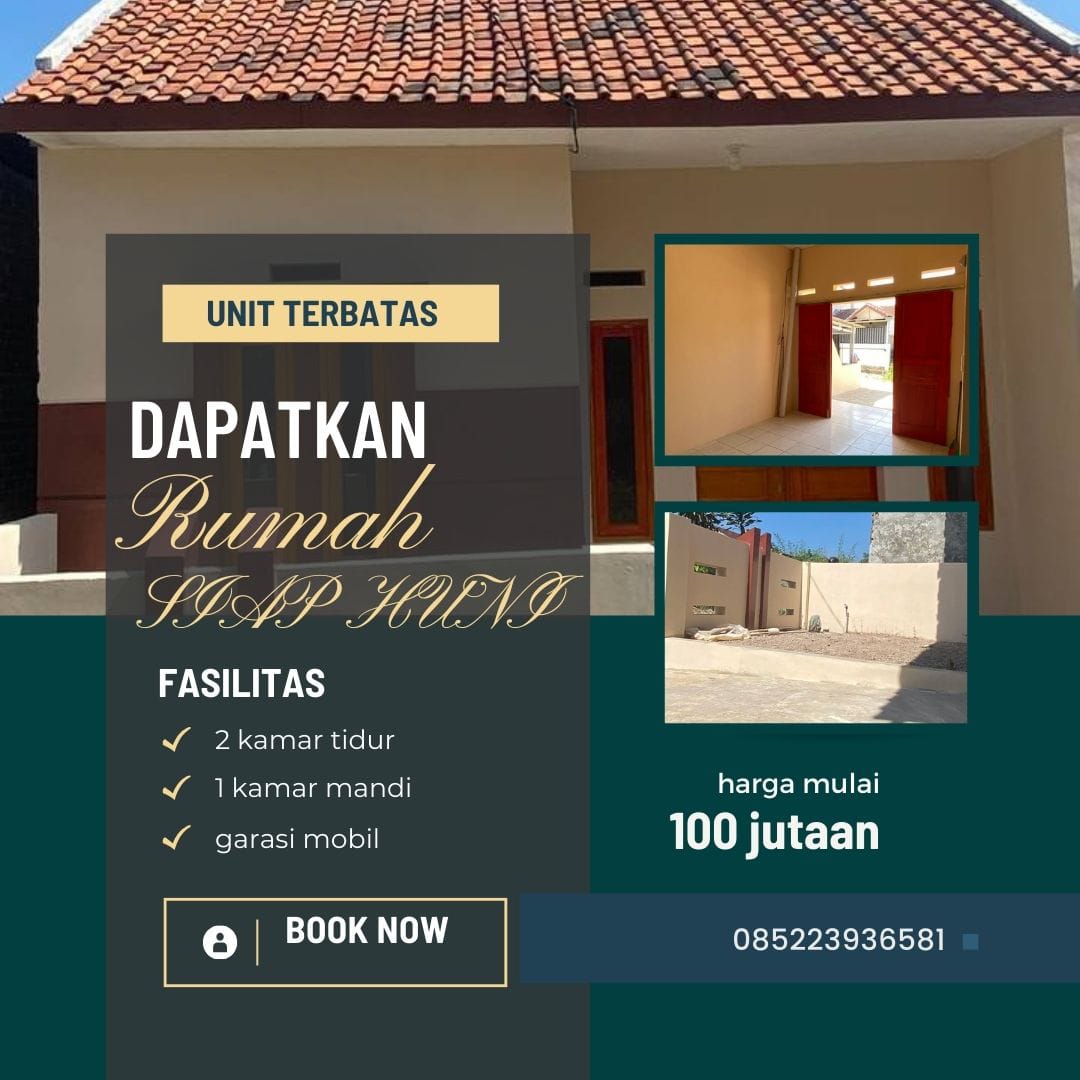 UNIT TERBATAS
DAPATKAN
Rumah
SIAP HUNI
FASILITAS
2 kamar tidur
1 kamar mandi
garasi mobil
harga mulai
100 jutaan
BOOK NOW
085223936581